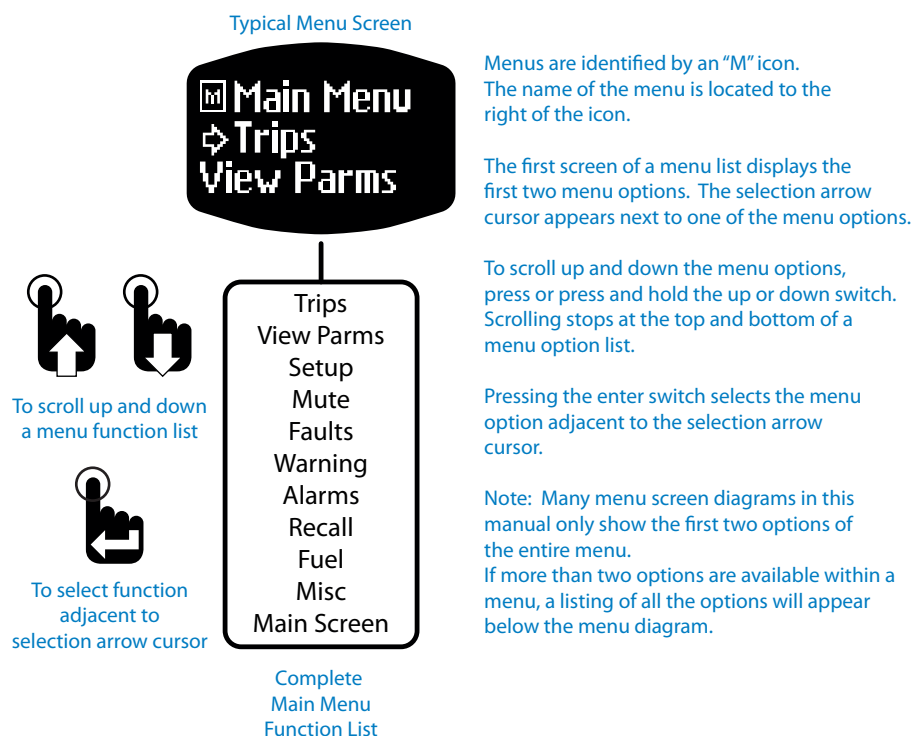 Typical Menu Screen
M Main Menu
Trips
View Parms
Trips
View Parms
Setup
Mute
Faults
Warning
Alarms
Recall
Fuel
Misc
Main Screen
Complete
Main Menu
Function List
To scroll up and down
a menu function list
To select function
adjacent to
selection arrow cursor
Menus are identified by an “M” icon.
The name of the menu is located to the
right of the icon.
The first screen of a menu list displays the
first two menu options.  The selection arrow
cursor appears next to one of the menu options.
To scroll up and down the menu options,
press or press and hold the up or down switch.
Scrolling stops at the top and bottom of a
menu option list.
Pressing the enter switch selects the menu
option adjacent to the selection arrow
cursor.
Note:  Many menu screen diagrams in this
manual only show the first two options of
the entire menu.
If more than two options are available within a
menu, a listing of all the options will appear
below the menu diagram.